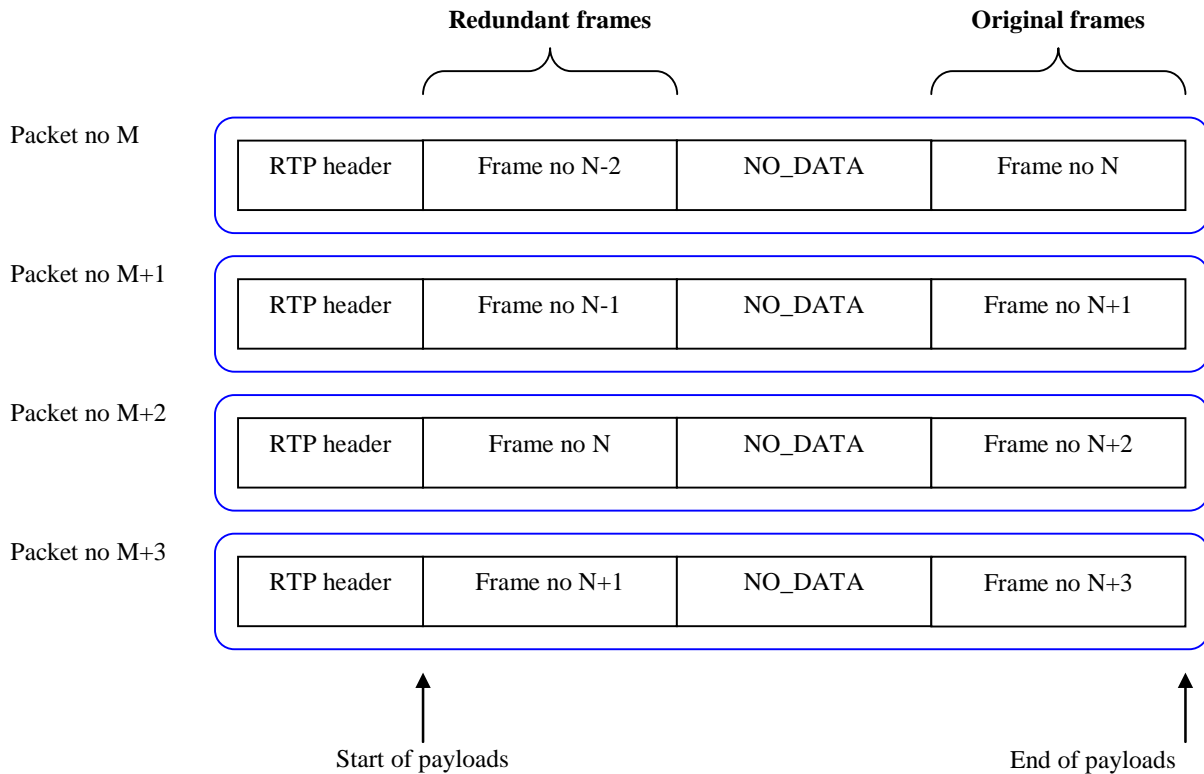 Redundant frames Original frames
Packet no M
RTP header Frame no N-2 NO_DATA Frame no N
Packet no M+1
RTP header Frame no N-1 NO_DATA Frame no N+1
Packet no M+2
RTP header Frame no N NO_DATA Frame no N+2
Packet no M+3
RTP header Frame no N+1 NO_DATA Frame no N+3
Start of payloads End of payloads